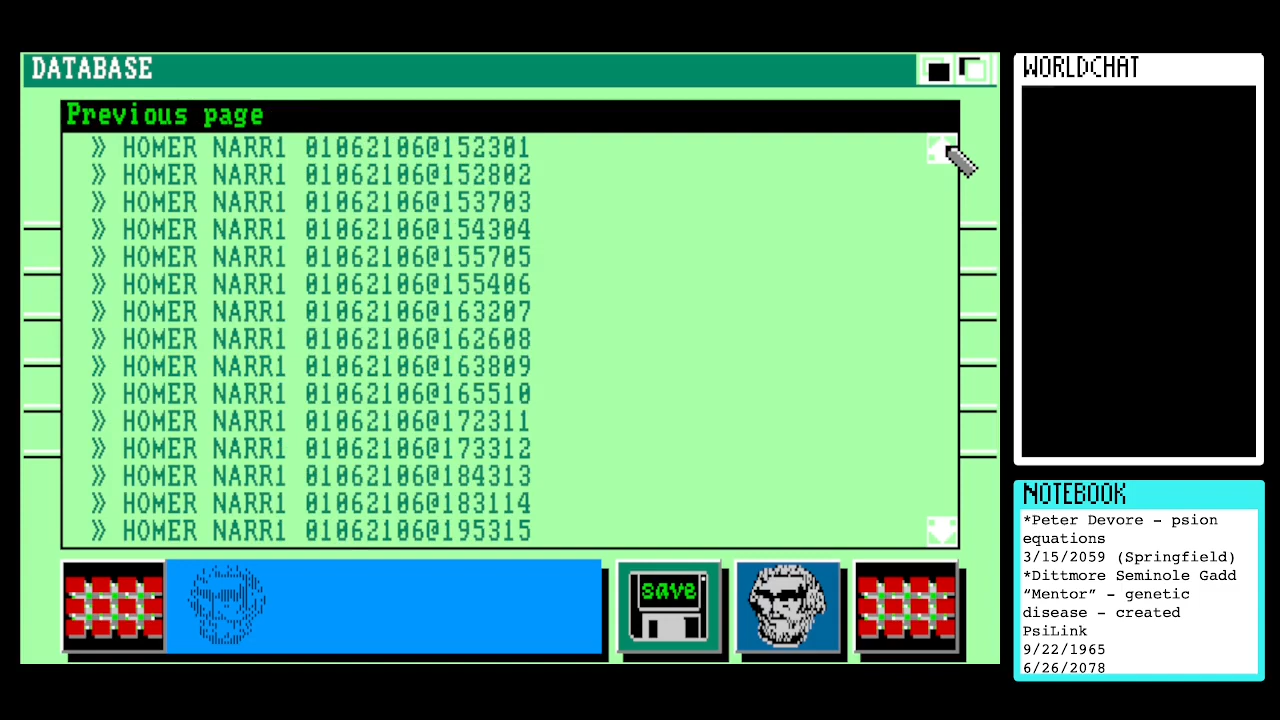 DATABASE
Previous page
» HOMER NARR1 01062106@152301
» HOMER NARR1 01062106@152802
» HOMER NARR1 01062106@153703
» HOMER NARR1 01062106@154304
» HOMER NARR1 01062106@155705
» HOMER NARR1 01062106@155406
» HOMER NARR1 01062106@163207
» HOMER NARR1 01062106@162608
» HOMER NARR1 01062106@163809
» HOMER NARR1 01062106@165510
» HOMER NARR1 01062106@172311
» HOMER NARR1 01062106@173312
» HOMER NARR1 01062106@184313
» HOMER NARR1 01062106@183114
» HOMER NARR1 01062106@195315
save
WORLDCHAT
NOTEBOOK
*Peter Devore – psion
equations
3/15/2059 (Springfield)
*Dittmore Seminole Gadd
“Mentor” – genetic
disease – created
PsiLink
9/22/1965
6/26/2078